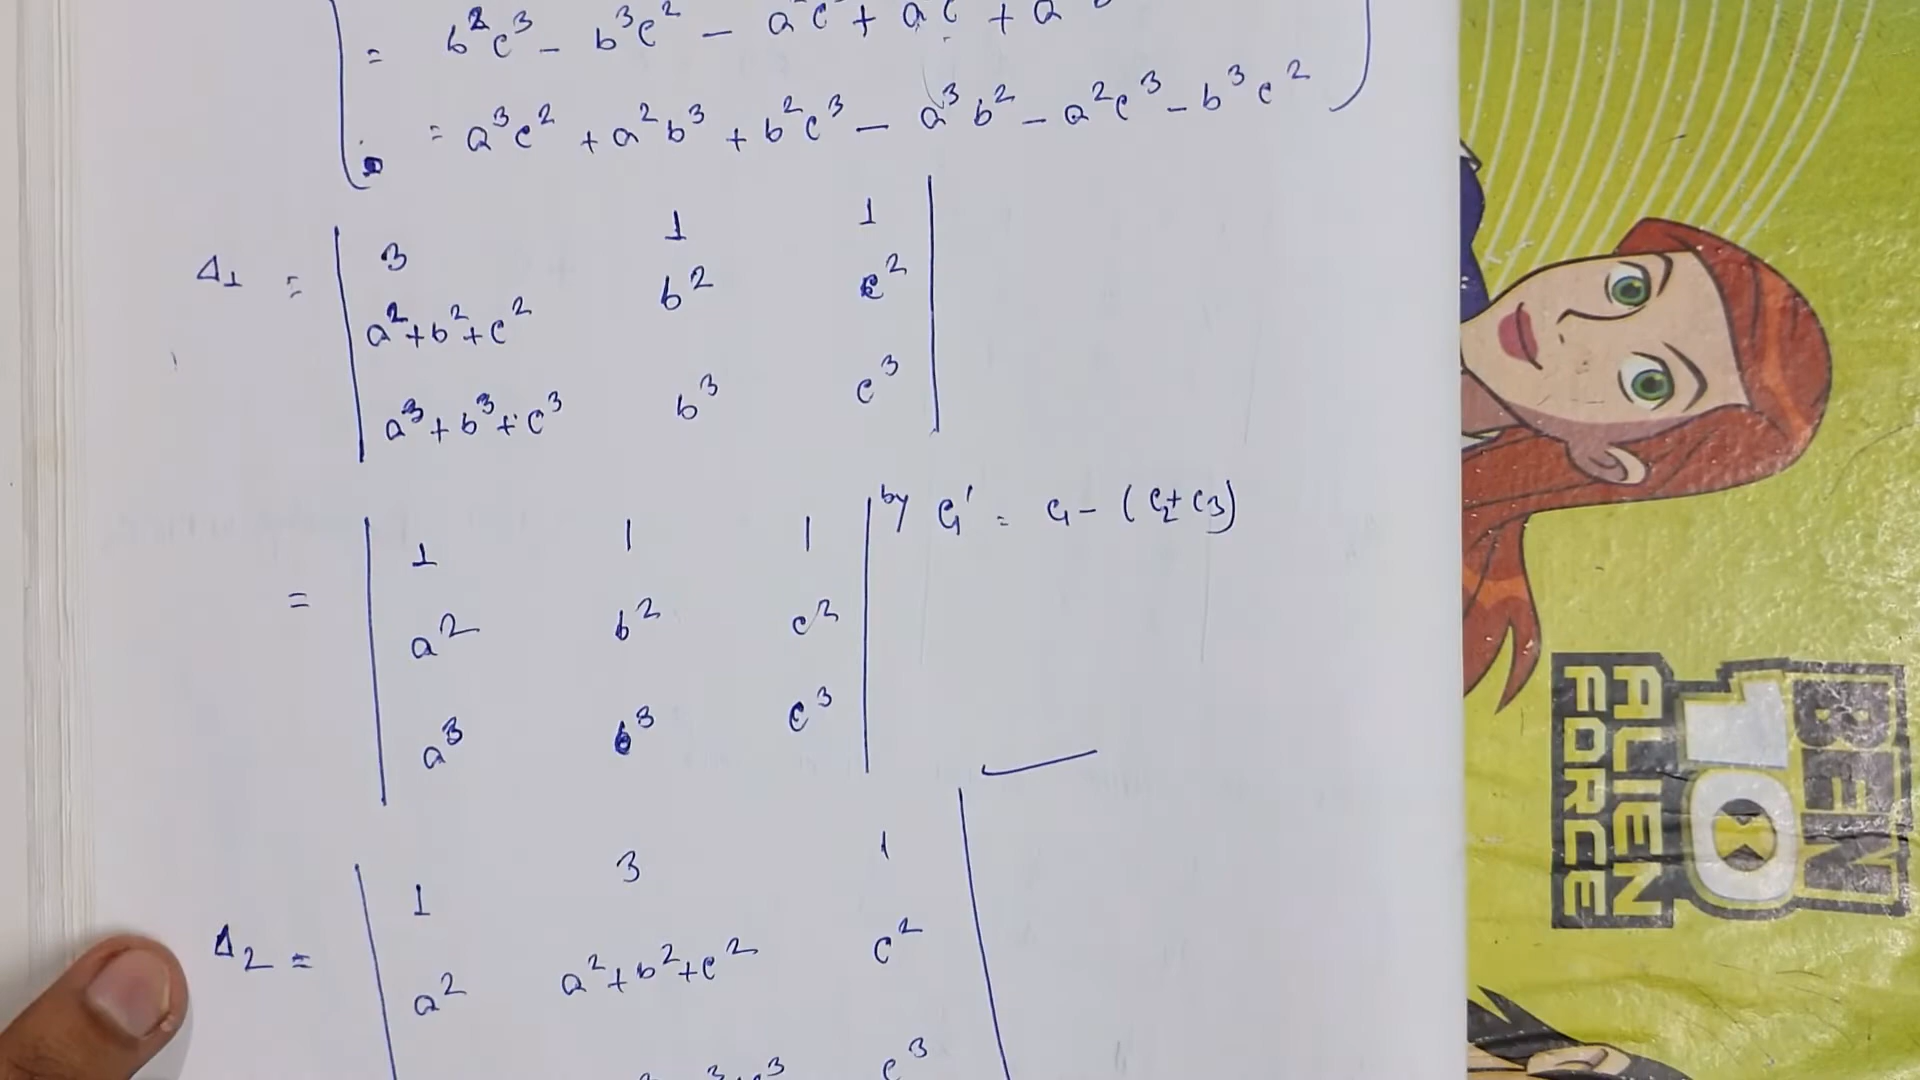 = b²c³ - b³c² - a²c³ + a³c² + a
= a³c² + a²b³ + b²c³ - a³b² - a²c³ - b³c²
Δ₁ = | 3 1 1 |
| a²+b²+c² b² c² |
| a³+b³+c³ b³ c³ |
= | 1 1 1 | by C₁' = C₁ - (C₂+C₃)
| a² b² c² |
| a³ b³ c³ |
Δ₂ = | 1 3 1 |
| a² a²+b²+c² c² |
c³
BEN
10
ALIEN
FORCE